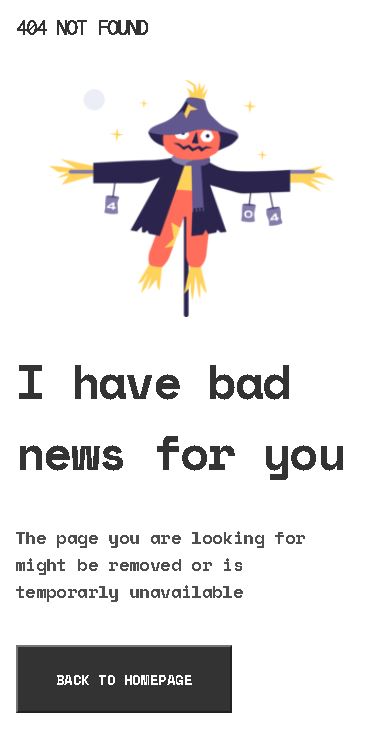 404 NOT FOUND
4
0 4
I have bad
news for you
The page you are looking for
might be removed or is
temporarly unavailable
BACK TO HOMEPAGE